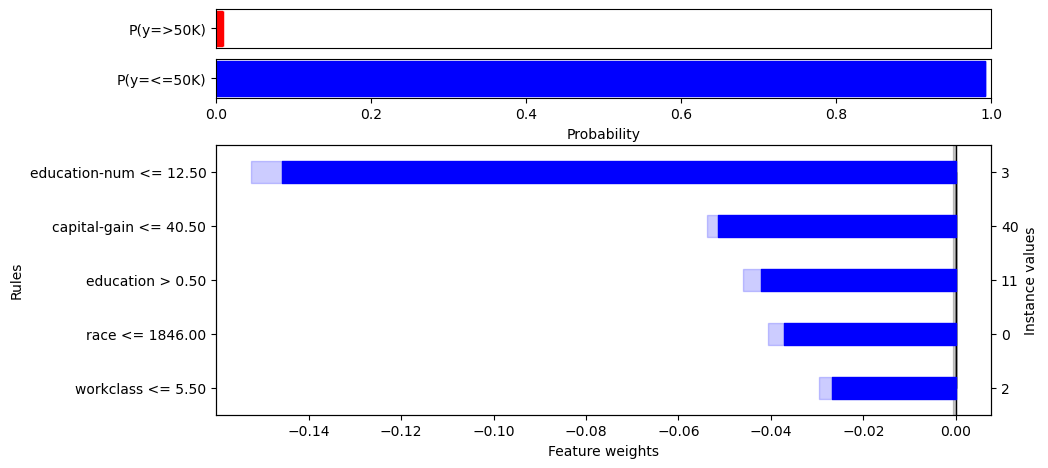 P(y=>50K)
P(y=<=50K)
0.0 0.2 0.4 0.6 0.8 1.0
Probability
education-num <= 12.50 3
capital-gain <= 40.50 40
education > 0.50 11
race <= 1846.00 0
workclass <= 5.50 2
Rules
Instance values
−0.14 −0.12 −0.10 −0.08 −0.06 −0.04 −0.02 0.00
Feature weights